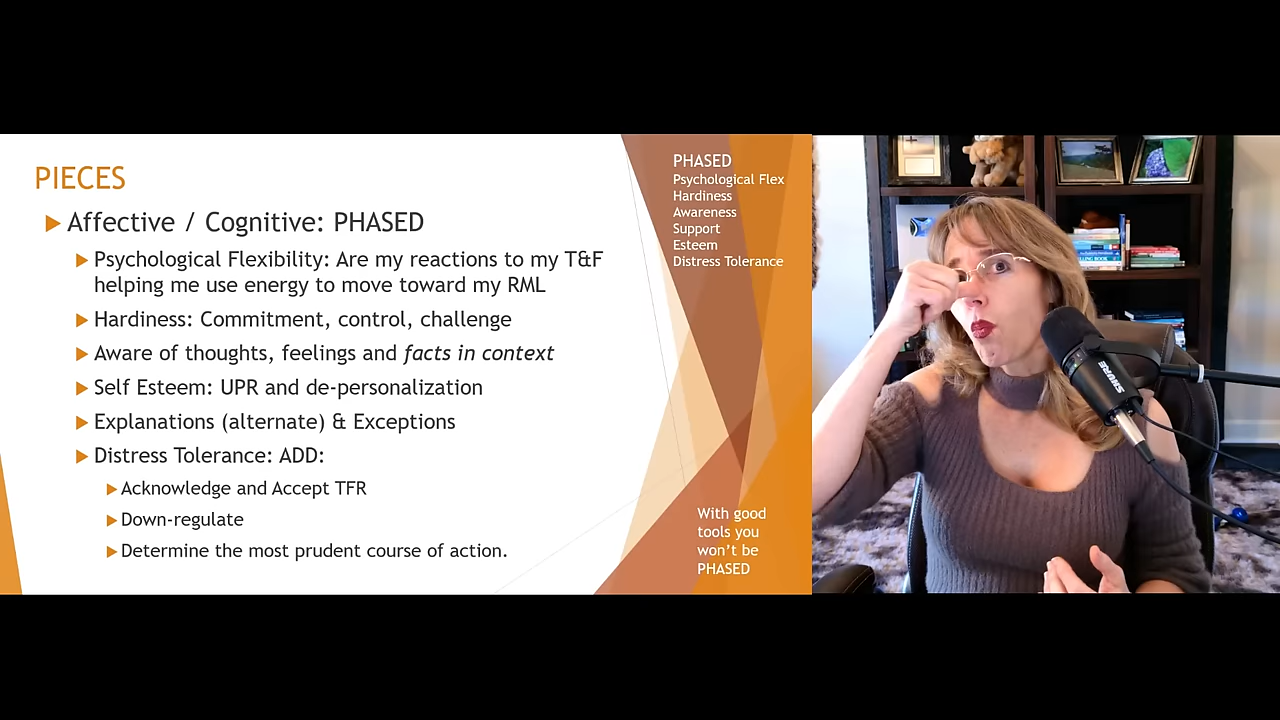 PIECES
Affective / Cognitive: PHASED
Psychological Flexibility: Are my reactions to my T&F
helping me use energy to move toward my RML
Hardiness: Commitment, control, challenge
Aware of thoughts, feelings and facts in context
Self Esteem: UPR and de-personalization
Explanations (alternate) & Exceptions
Distress Tolerance: ADD:
Acknowledge and Accept TFR
Down-regulate
Determine the most prudent course of action.
PHASED
Psychological Flex
Hardiness
Awareness
Support
Esteem
Distress Tolerance
With good
tools you
won't be
PHASED
SHURE